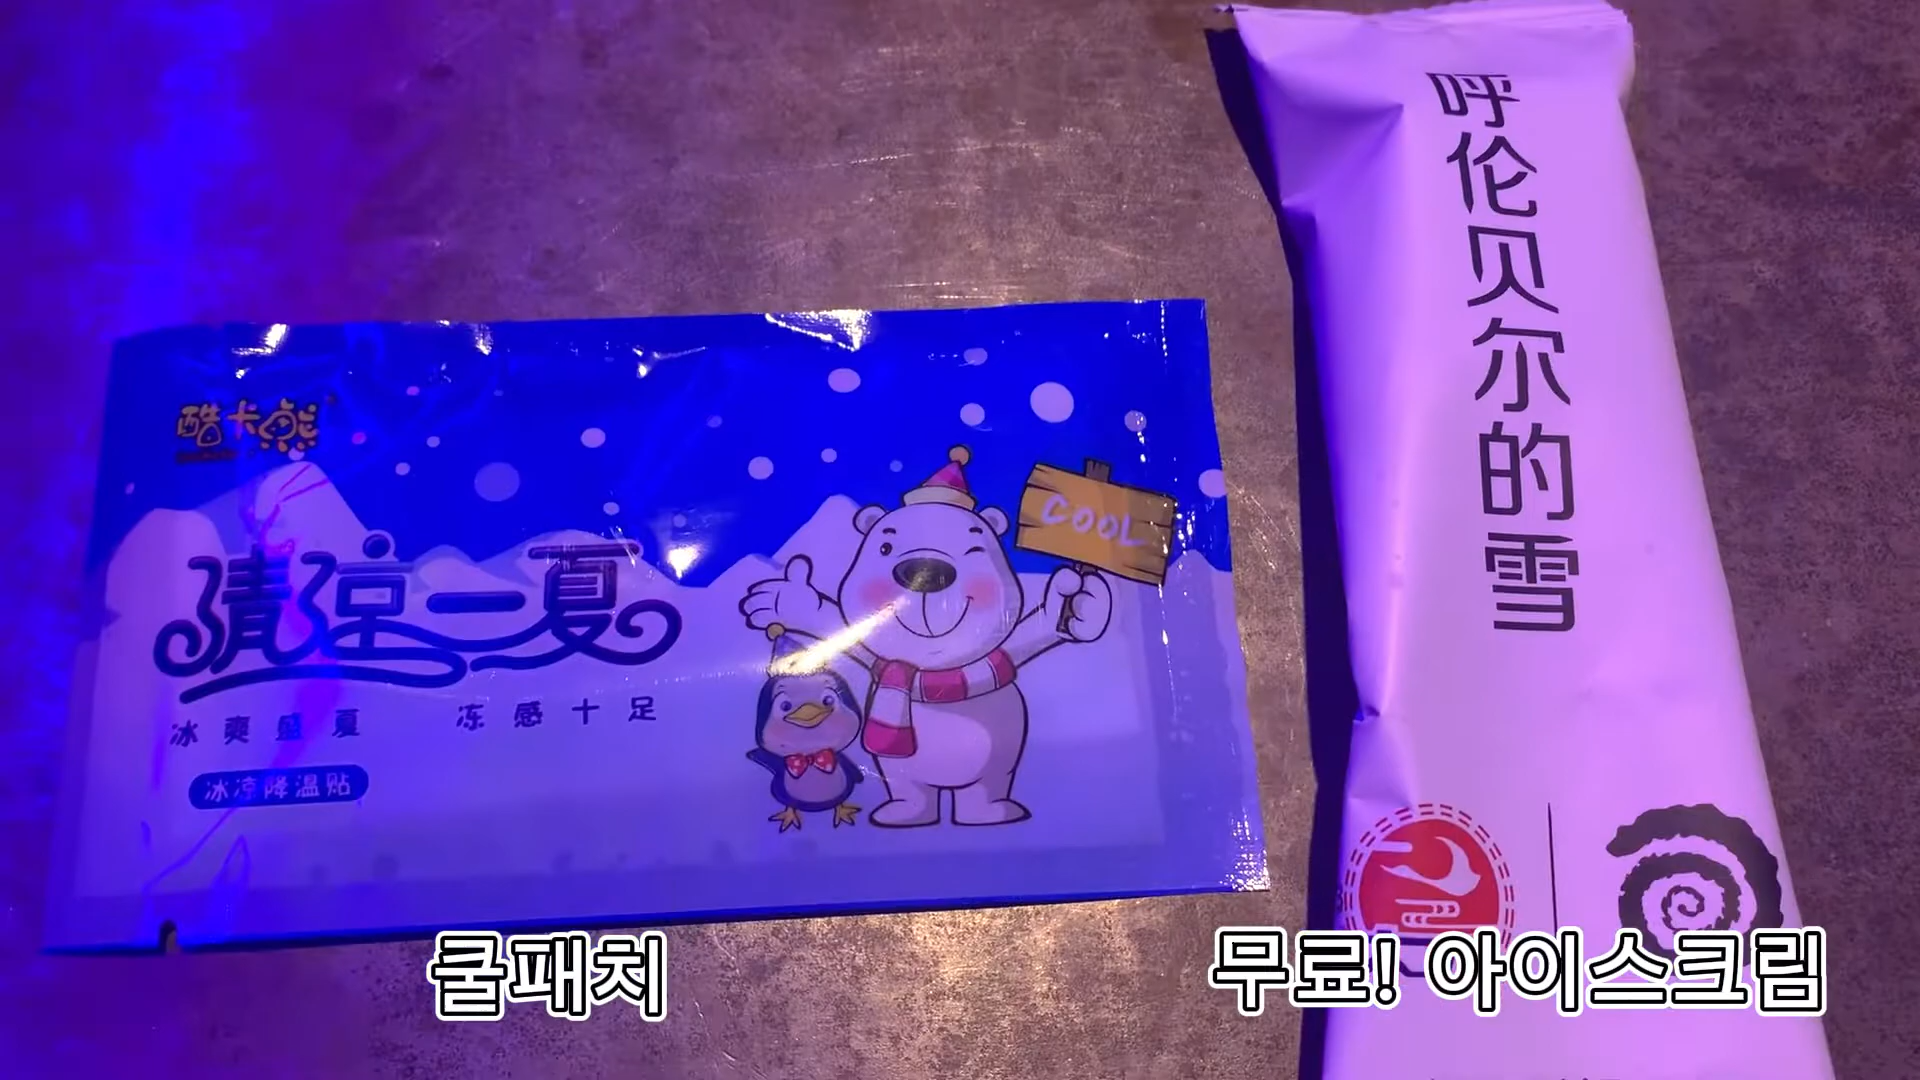 酷卡熊
COOL
清凉一夏
冰爽盛夏 冻感十足
冰凉降温贴
呼伦贝尔的雪
쿨패치
무료! 아이스크림